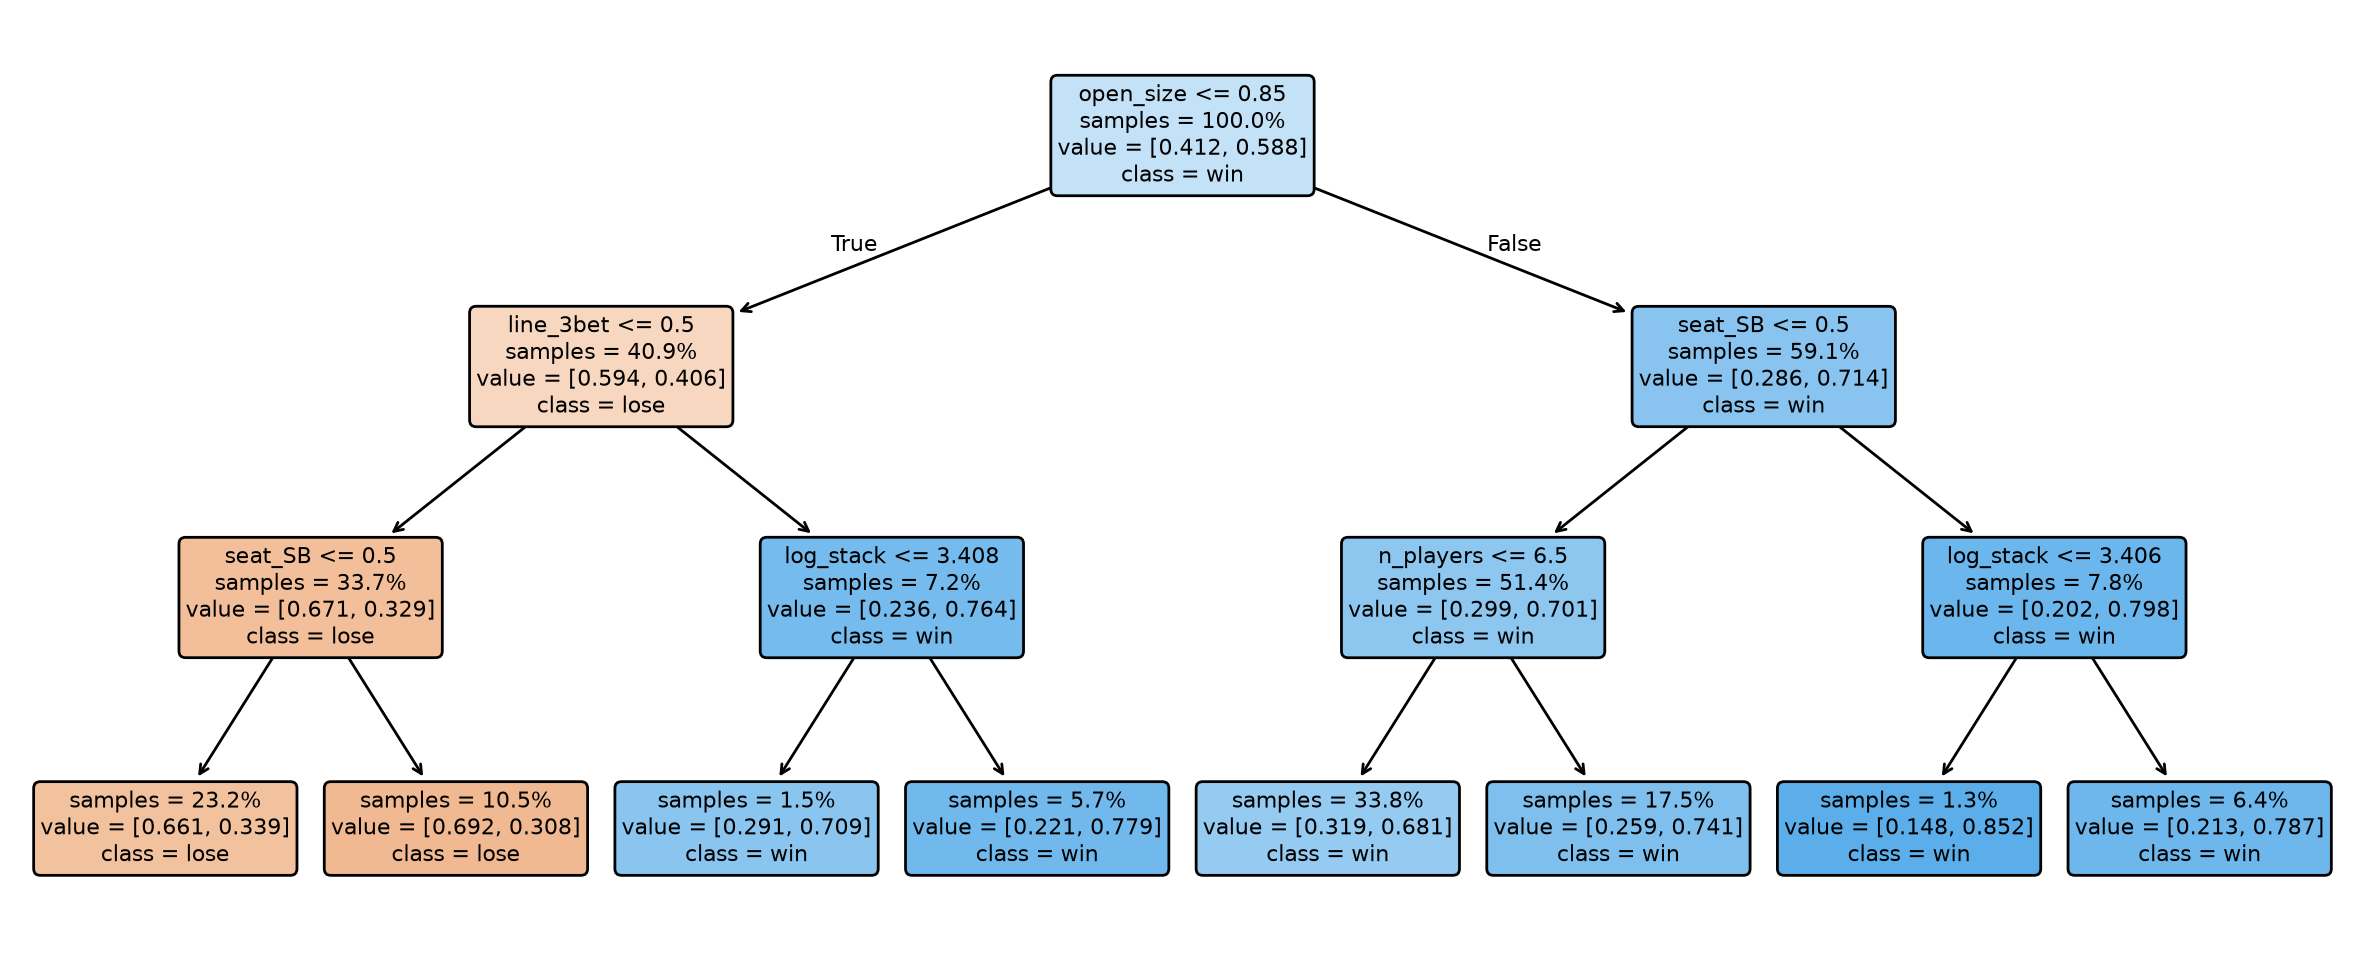 open_size <= 0.85
samples = 100.0%
value = [0.412, 0.588]
class = win
True
False
line_3bet <= 0.5
samples = 40.9%
value = [0.594, 0.406]
class = lose
seat_SB <= 0.5
samples = 59.1%
value = [0.286, 0.714]
class = win
seat_SB <= 0.5
samples = 33.7%
value = [0.671, 0.329]
class = lose
log_stack <= 3.408
samples = 7.2%
value = [0.236, 0.764]
class = win
n_players <= 6.5
samples = 51.4%
value = [0.299, 0.701]
class = win
log_stack <= 3.406
samples = 7.8%
value = [0.202, 0.798]
class = win
samples = 23.2%
value = [0.661, 0.339]
class = lose
samples = 10.5%
value = [0.692, 0.308]
class = lose
samples = 1.5%
value = [0.291, 0.709]
class = win
samples = 5.7%
value = [0.221, 0.779]
class = win
samples = 33.8%
value = [0.319, 0.681]
class = win
samples = 17.5%
value = [0.259, 0.741]
class = win
samples = 1.3%
value = [0.148, 0.852]
class = win
samples = 6.4%
value = [0.213, 0.787]
class = win